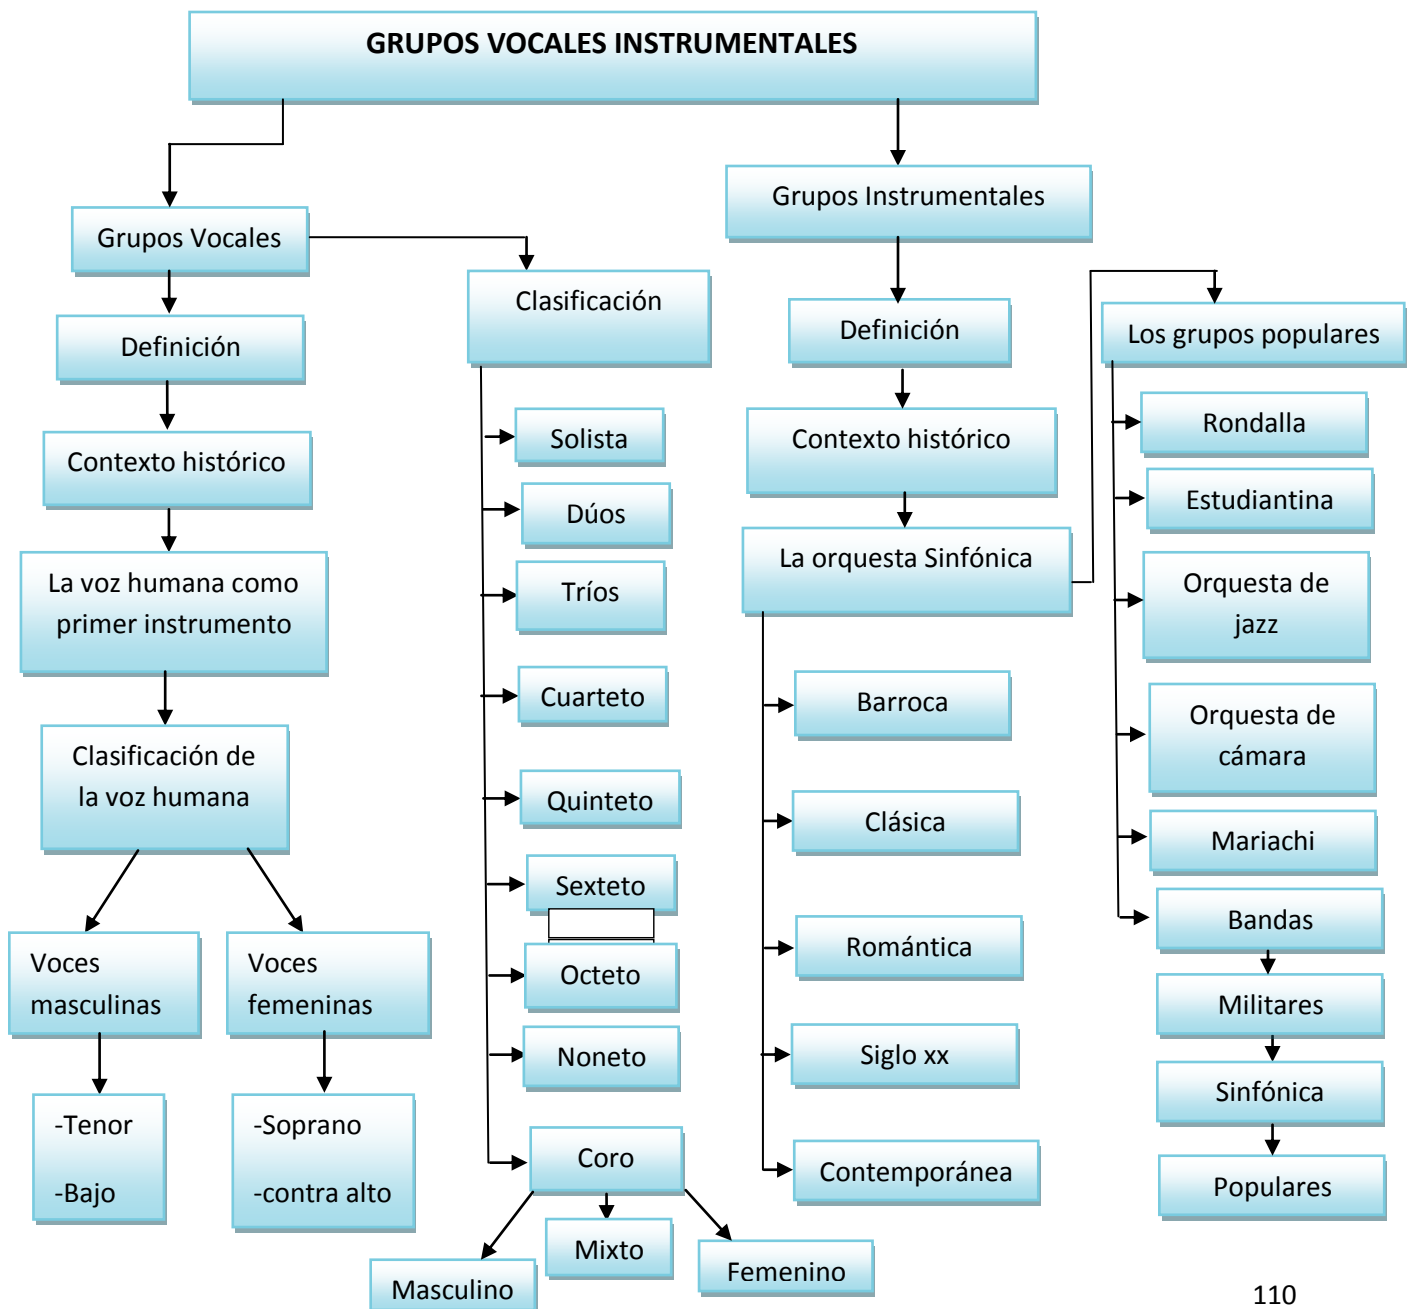 GRUPOS VOCALES INSTRUMENTALES
Grupos Vocales
Definición
Contexto histórico
La voz humana como
primer instrumento
Clasificación de
la voz humana
Voces
masculinas
-Tenor
-Bajo
Voces
femeninas
-Soprano
-contra alto
Clasificación
Solista
Dúos
Tríos
Cuarteto
Quinteto
Sexteto
Octeto
Noneto
Coro
Masculino
Mixto
Femenino
Grupos Instrumentales
Definición
Contexto histórico
La orquesta Sinfónica
Barroca
Clásica
Romántica
Siglo xx
Contemporánea
Los grupos populares
Rondalla
Estudiantina
Orquesta de
jazz
Orquesta de
cámara
Mariachi
Bandas
Militares
Sinfónica
Populares
110